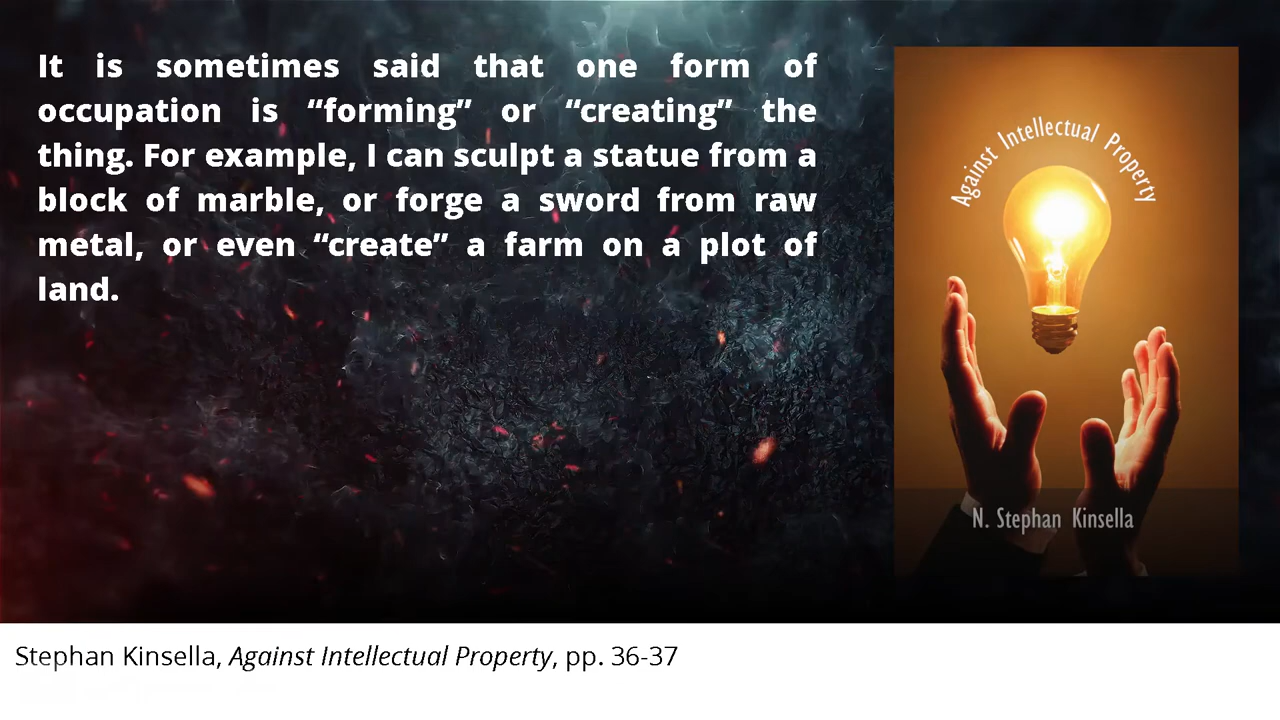 It is sometimes said that one form of
occupation is “forming” or “creating” the
thing. For example, I can sculpt a statue from a
block of marble, or forge a sword from raw
metal, or even “create” a farm on a plot of
land.
Against Intellectual Property
N. Stephan Kinsella
Stephan Kinsella, Against Intellectual Property, pp. 36-37